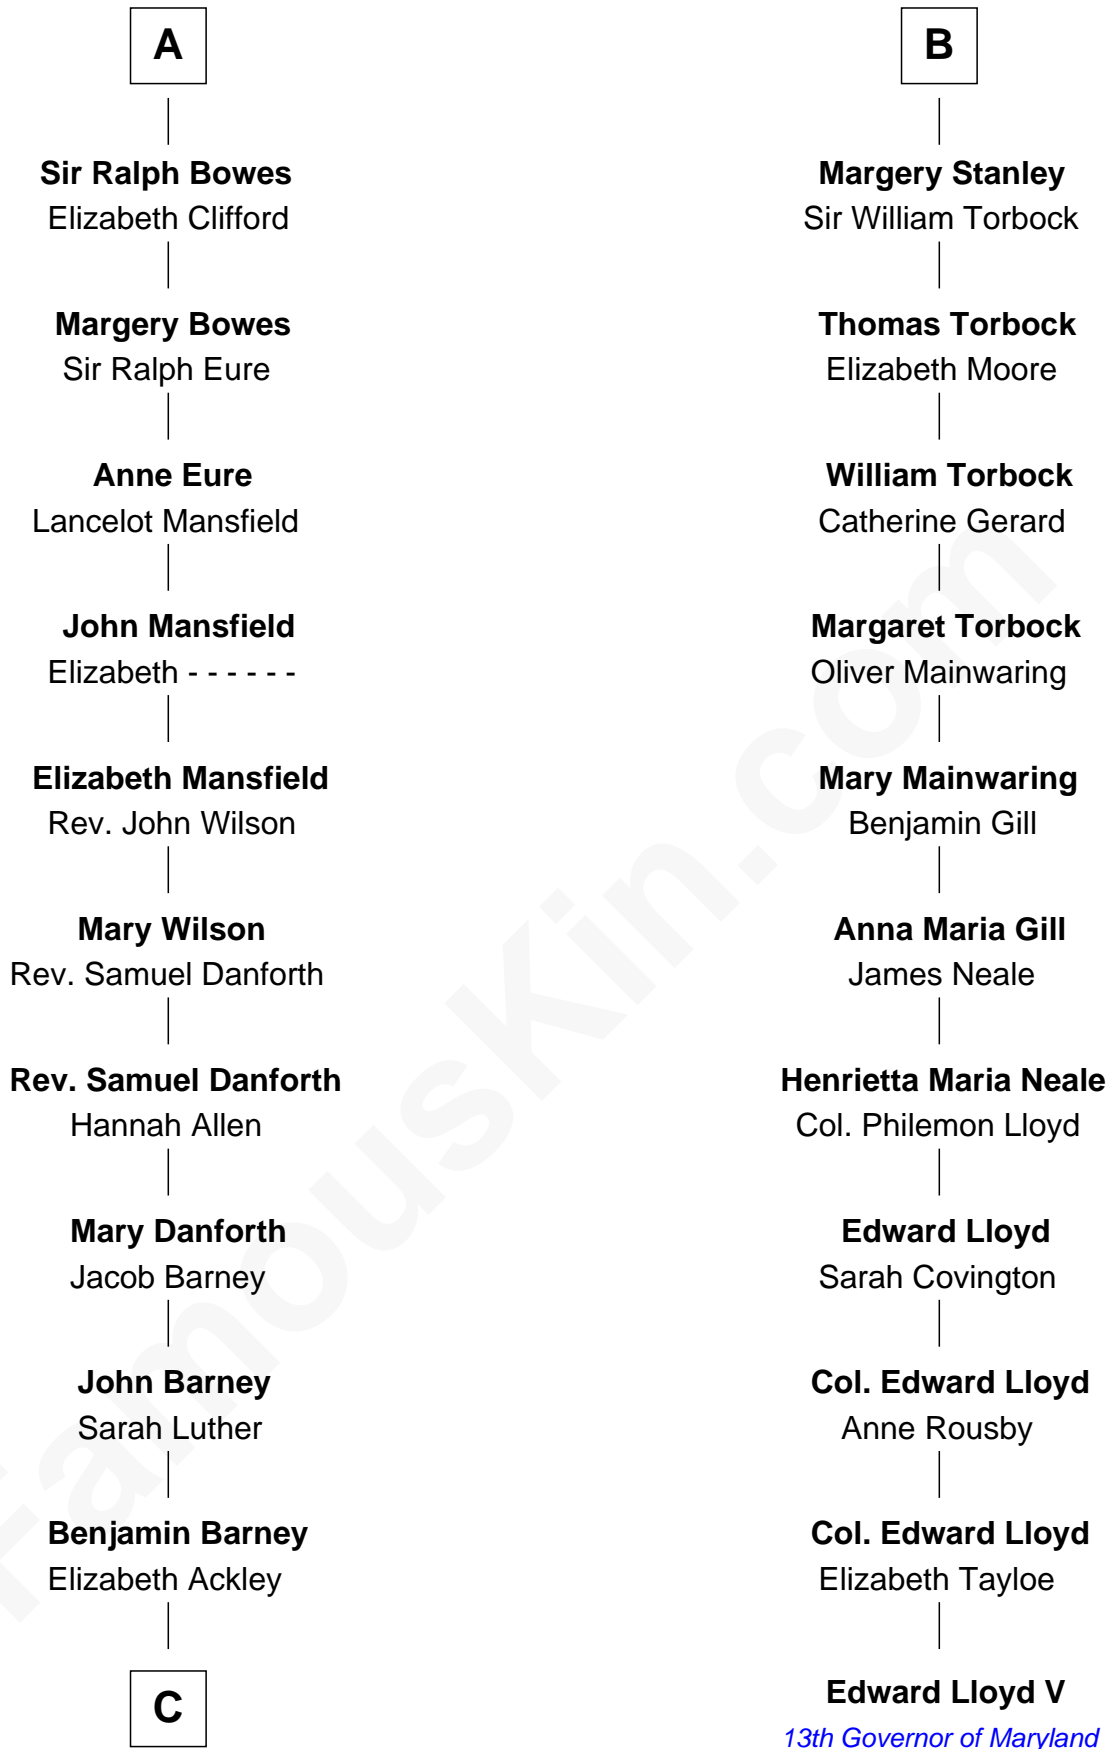 A
Sir Ralph Bowes
Elizabeth Clifford
Margery Bowes
Sir Ralph Eure
Anne Eure
Lancelot Mansfield
John Mansfield
Elizabeth - - - - - -
Elizabeth Mansfield
Rev. John Wilson
Mary Wilson
Rev. Samuel Danforth
Rev. Samuel Danforth
Hannah Allen
Mary Danforth
Jacob Barney
John Barney
Sarah Luther
Benjamin Barney
Elizabeth Ackley
C
B
Margery Stanley
Sir William Torbock
Thomas Torbock
Elizabeth Moore
William Torbock
Catherine Gerard
Margaret Torbock
Oliver Mainwaring
Mary Mainwaring
Benjamin Gill
Anna Maria Gill
James Neale
Henrietta Maria Neale
Col. Philemon Lloyd
Edward Lloyd
Sarah Covington
Col. Edward Lloyd
Anne Rousby
Col. Edward Lloyd
Elizabeth Tayloe
Edward Lloyd V
13th Governor of Maryland
FamousKin.com